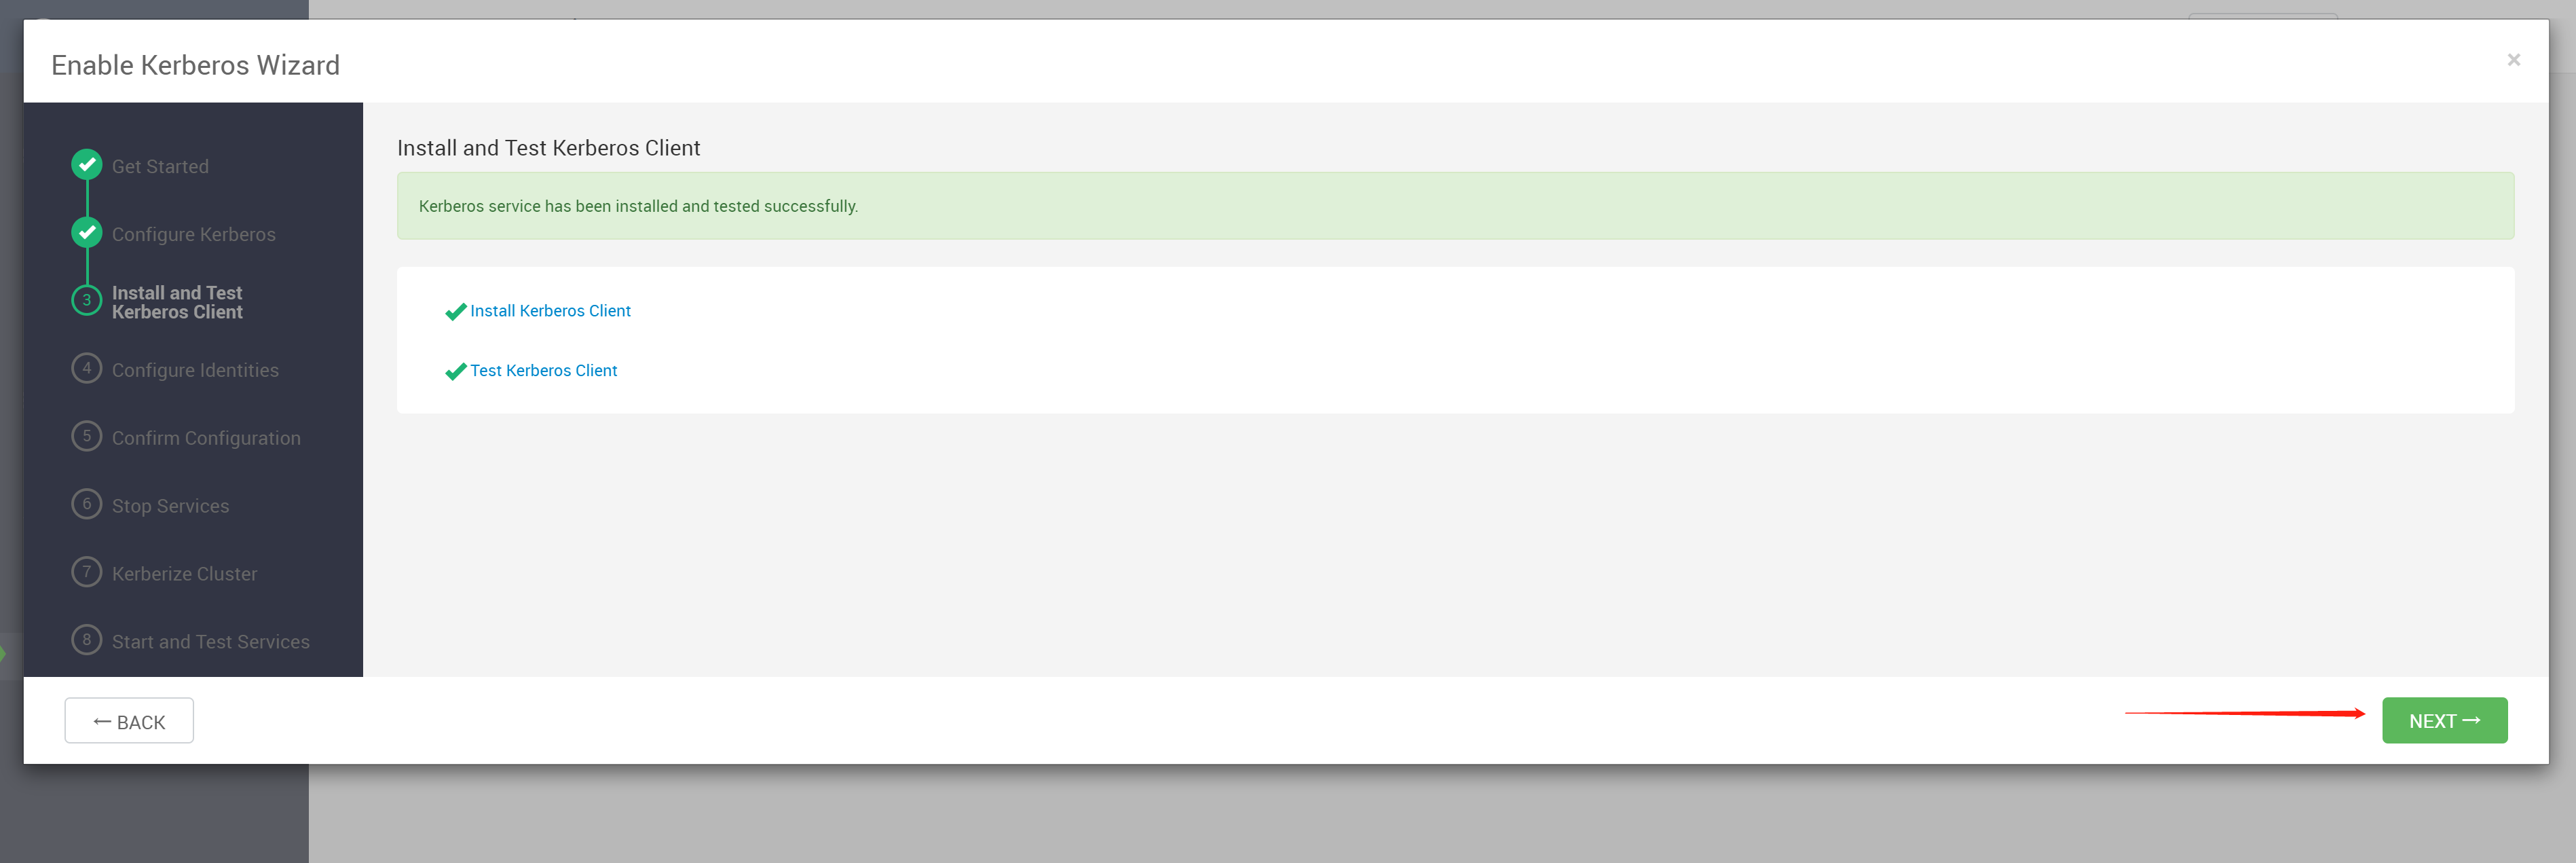 Enable Kerberos Wizard
×
Get Started
Configure Kerberos
3
Install and Test
Kerberos Client
4
Configure Identities
5
Confirm Configuration
6
Stop Services
7
Kerberize Cluster
8
Start and Test Services
Install and Test Kerberos Client
Kerberos service has been installed and tested successfully.
Install Kerberos Client
Test Kerberos Client
← BACK
NEXT →